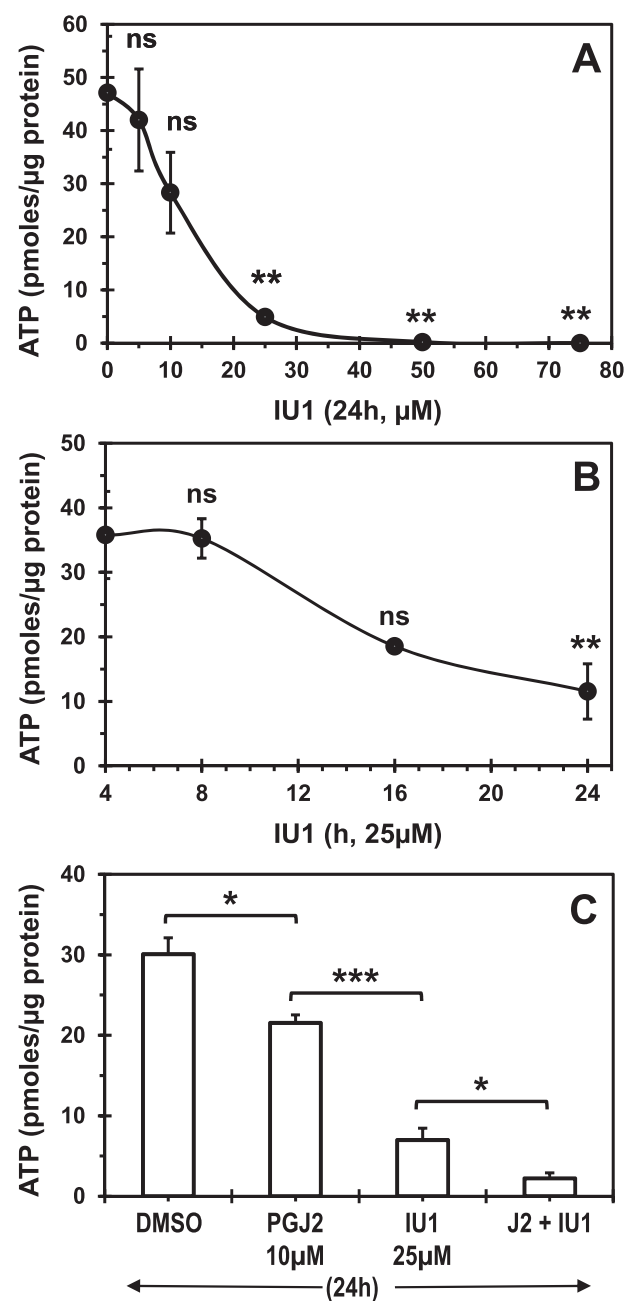 A
ATP (pmoles/µg protein)
60
50
40
30
20
10
0
ns
ns
**
**
**
0 10 20 30 40 50 60 70 80
IU1 (24h, µM)
B
ATP (pmoles/µg protein)
50
40
30
20
10
0
ns
ns
**
4 8 12 16 20 24
IU1 (h, 25µM)
C
ATP (pmoles/µg protein)
40
30
20
10
0
*
***
*
DMSO PGJ2 IU1 J2 + IU1
10µM 25µM
(24h)